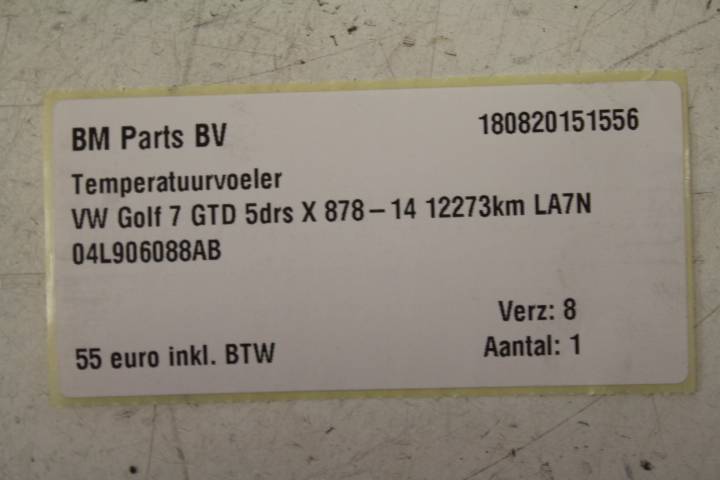 BM Parts BV 180820151556
Temperatuurvoeler
VW Golf 7 GTD 5drs X 878-14 12273km LA7N
04L906088AB
Verz: 8
55 euro inkl. BTW Aantal: 1